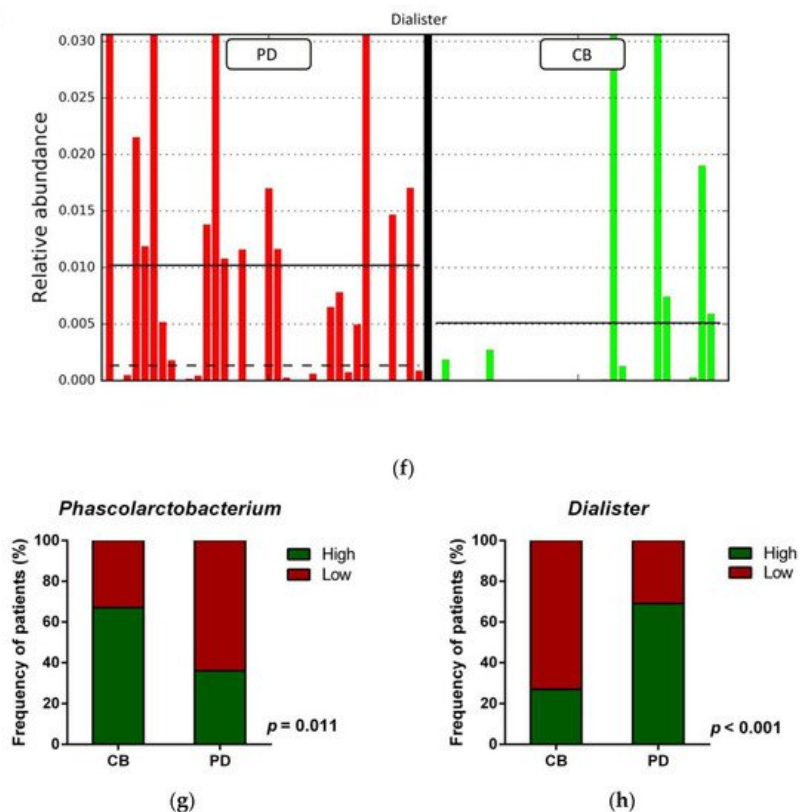 Dialister
PD
CB
Relative abundance
0.030
0.025
0.020
0.015
0.010
0.005
0.000
(f)
Phascolarctobacterium
Frequency of patients (%)
100
80
60
40
20
0
High
Low
p = 0.011
CB PD
(g)
Dialister
Frequency of patients (%)
100
80
60
40
20
0
High
Low
p < 0.001
CB PD
(h)